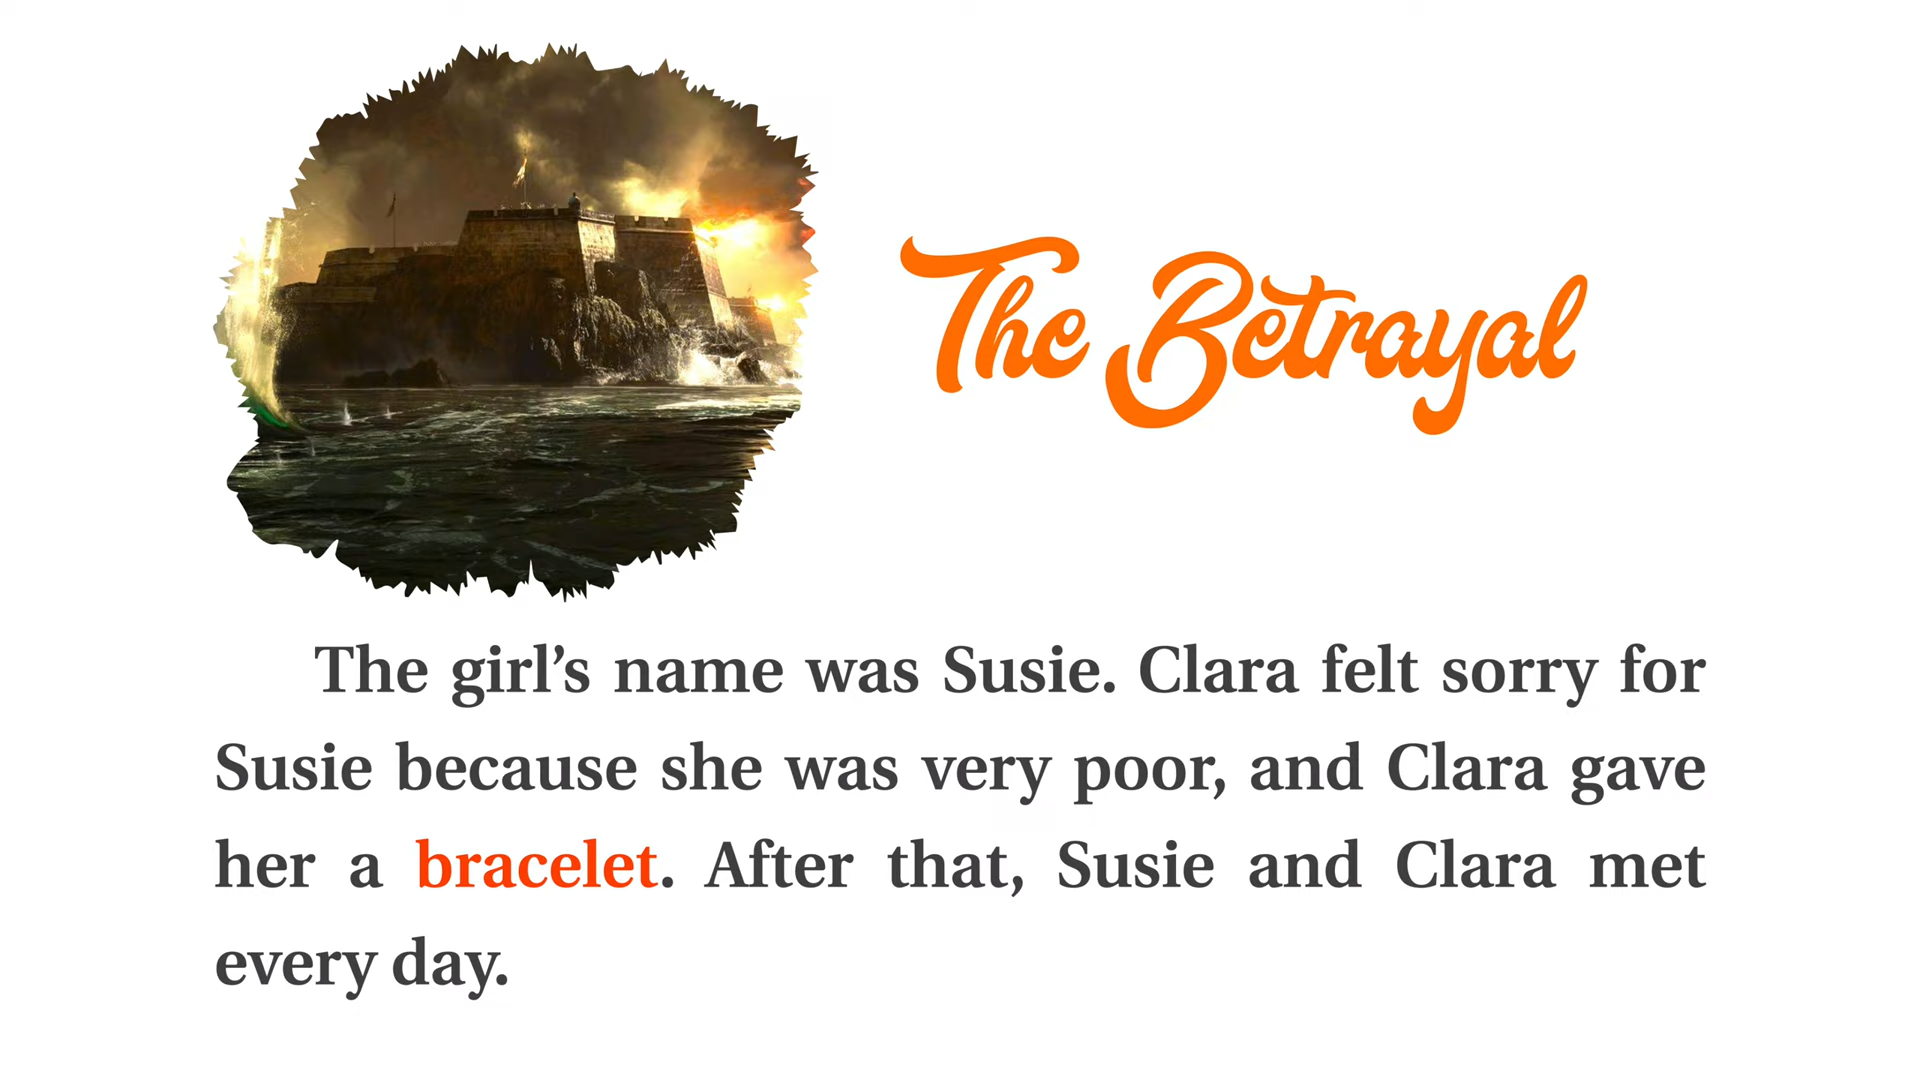 The Betrayal
The girl’s name was Susie. Clara felt sorry for
Susie because she was very poor, and Clara gave
her a bracelet. After that, Susie and Clara met
every day.